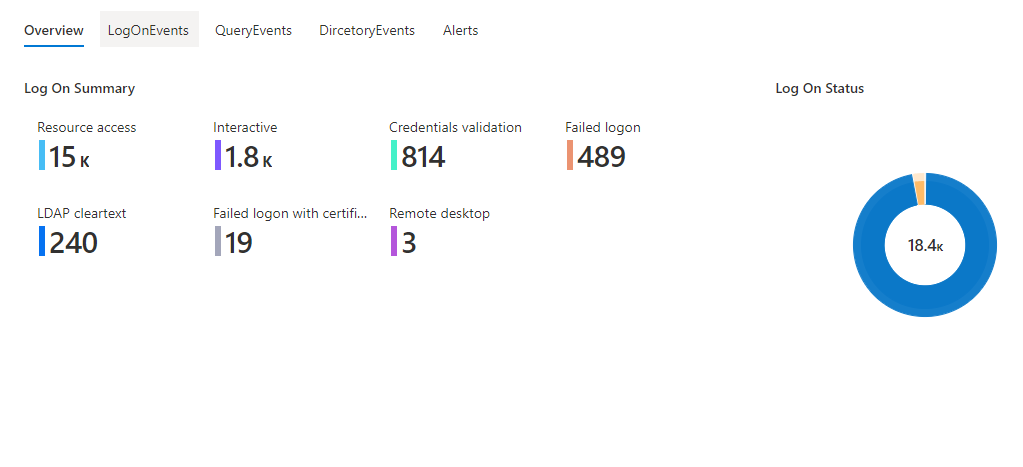 Overview LogOnEvents QueryEvents DircetoryEvents Alerts
Log On Summary
Log On Status
Resource access Interactive Credentials validation Failed logon
15 K 1.8 K 814 489
LDAP cleartext Failed logon with certifi... Remote desktop
240 19 3
18.4K